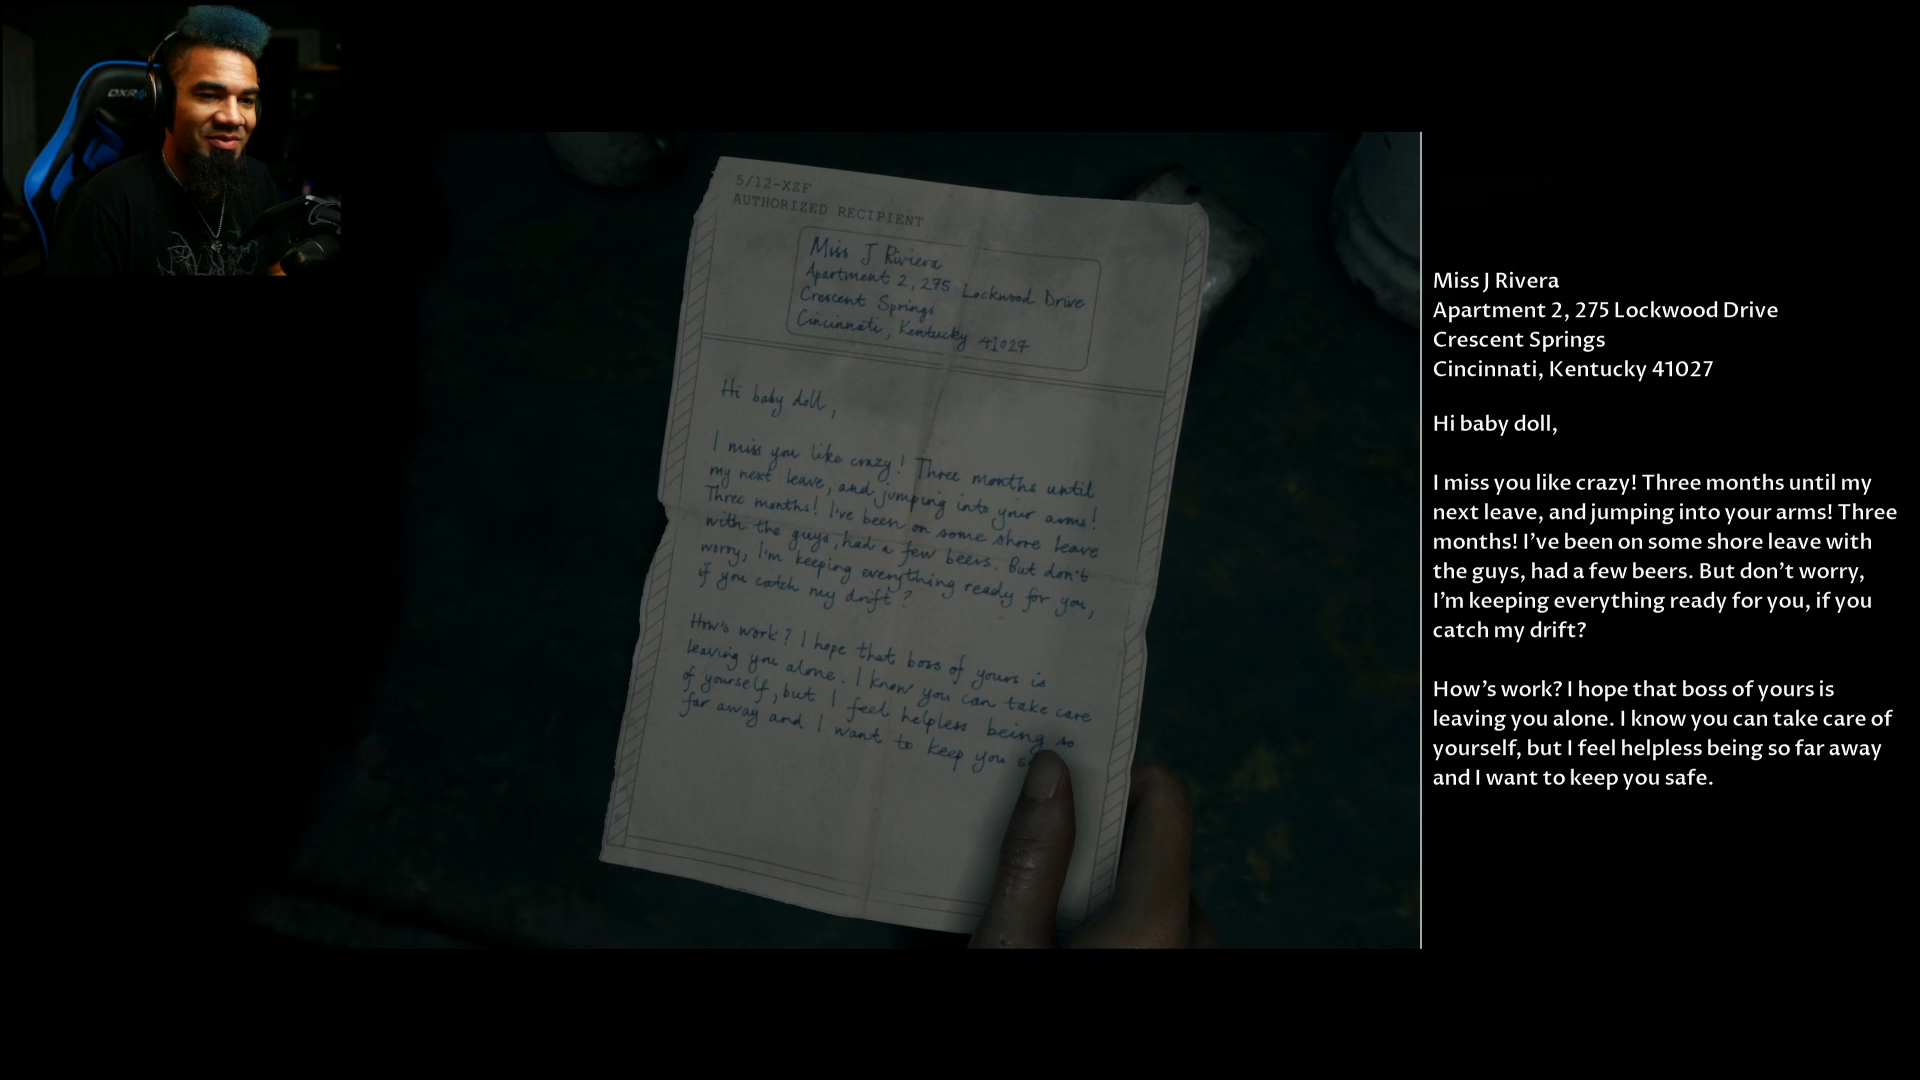 DXR
5/12-XZF
AUTHORIZED RECIPIENT
Miss J Riviera
Apartment 2, 275 Lockwood Drive
Crescent Springs
Cincinnati, Kentucky 41027
Hi baby doll,
I miss you like crazy! Three months until
my next leave, and jumping into your arms!
Three months! I've been on some shore leave
with the guys, had a few beers. But don't
worry, I'm keeping everything ready for you,
if you catch my drift?
How's work? I hope that boss of yours is
leaving you alone. I know you can take care
of yourself, but I feel helpless being so
far away and I want to keep you
Miss J Rivera
Apartment 2, 275 Lockwood Drive
Crescent Springs
Cincinnati, Kentucky 41027
Hi baby doll,
I miss you like crazy! Three months until my
next leave, and jumping into your arms! Three
months! I've been on some shore leave with
the guys, had a few beers. But don't worry,
I'm keeping everything ready for you, if you
catch my drift?
How's work? I hope that boss of yours is
leaving you alone. I know you can take care of
yourself, but I feel helpless being so far away
and I want to keep you safe.